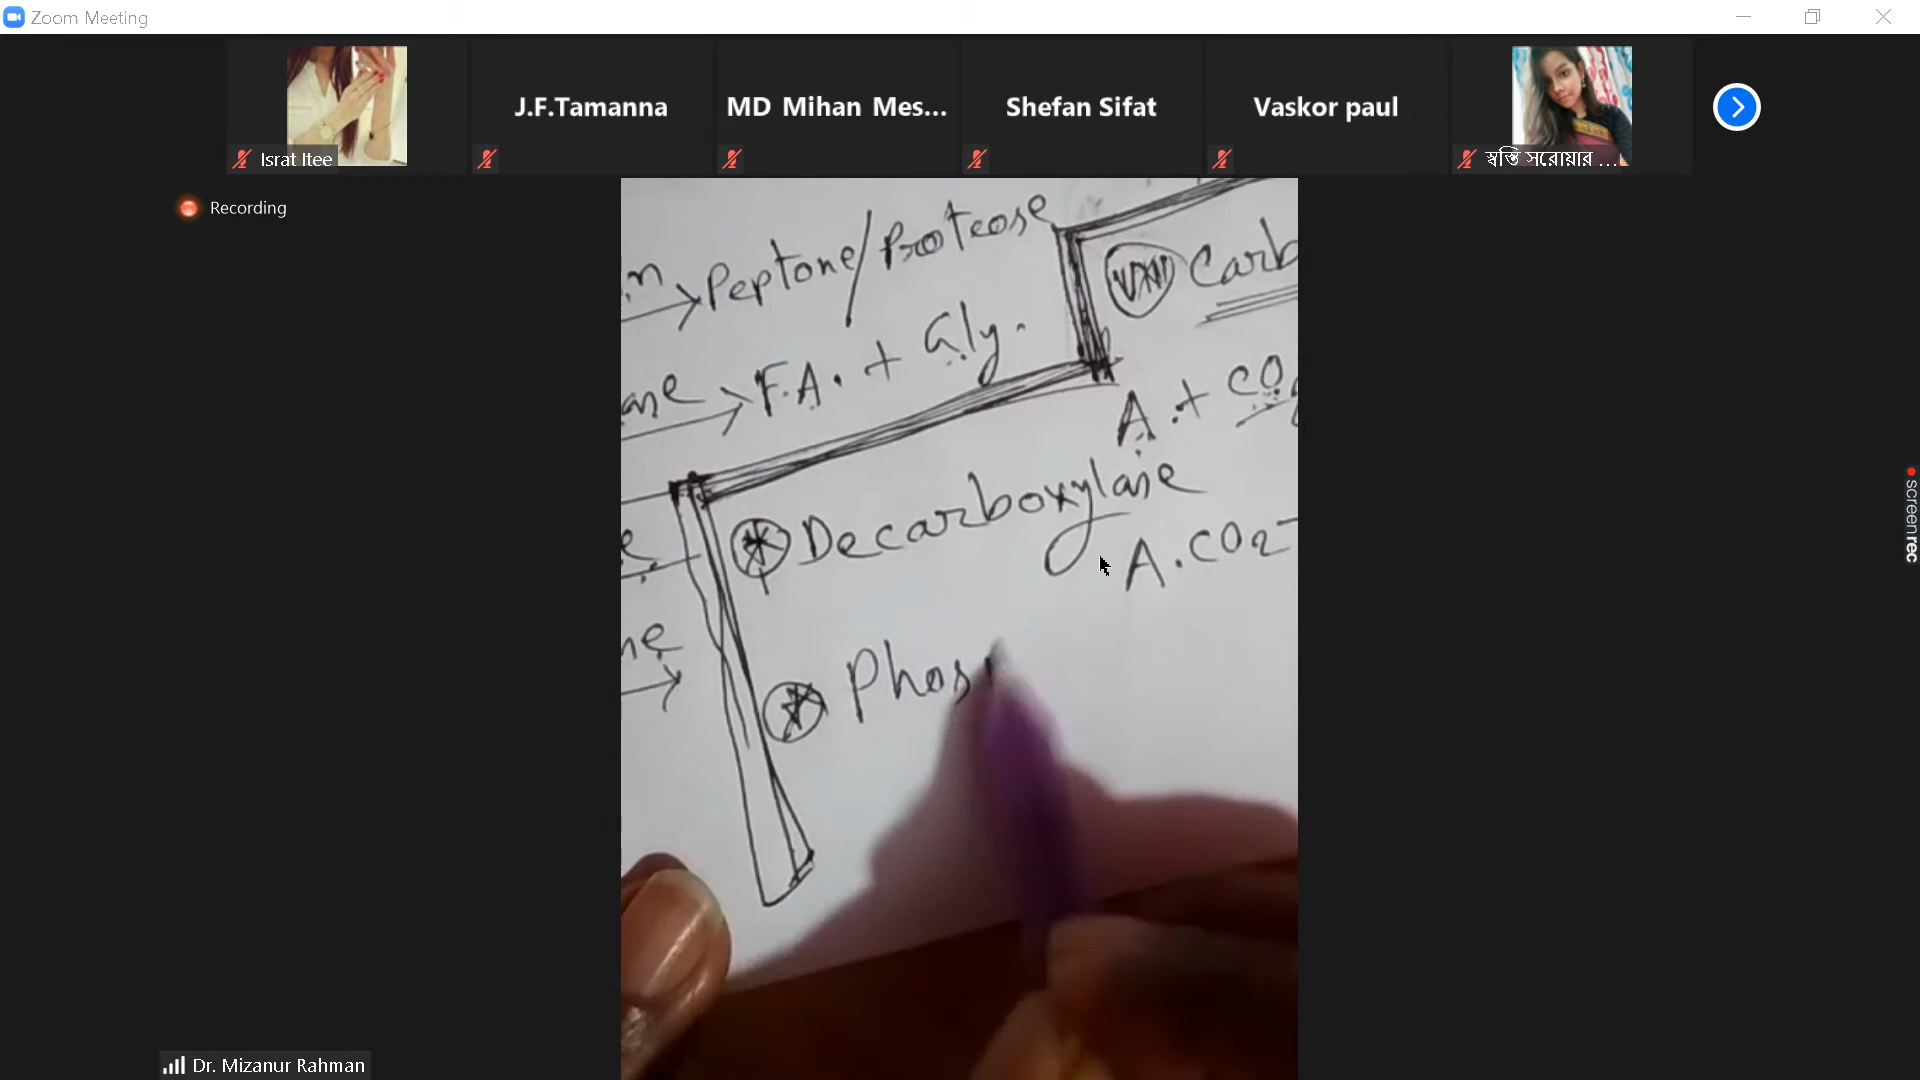 Zoom Meeting
J.F.Tamanna
MD Mihan Mes...
Shefan Sifat
Vaskor paul
Israt Itee
স্বস্তি সরোয়ার ...
Recording
Peptone/Proteose
Carb
F.A. + Gly.
A. + CO2
Decarboxylase
A.CO2-
Phos
screenrec
Dr. Mizanur Rahman